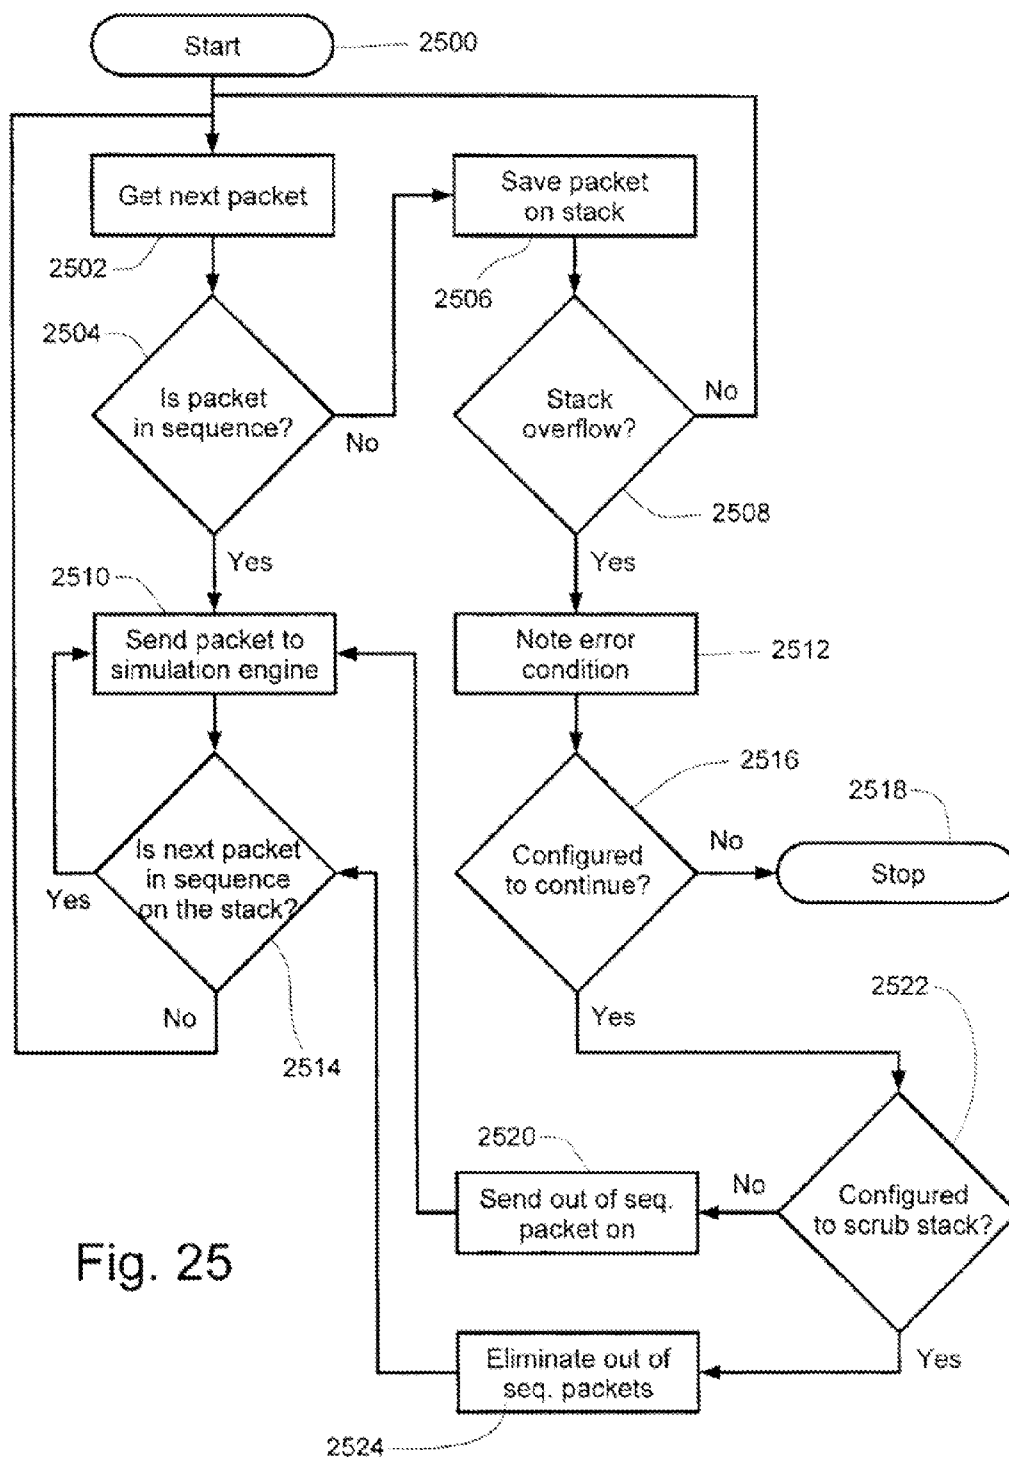 Start
2500
Get next packet
2502
Save packet
on stack
2506
2504
Is packet
in sequence?
No
Yes
Stack
overflow?
No
2508
Yes
2510
Send packet to
simulation engine
Note error
condition
2512
Is next packet
in sequence
on the stack?
Yes
No
2514
2516
Configured
to continue?
No
Yes
2518
Stop
2522
Configured
to scrub stack?
No
Yes
2520
Send out of seq.
packet on
Eliminate out of
seq. packets
2524
Fig. 25